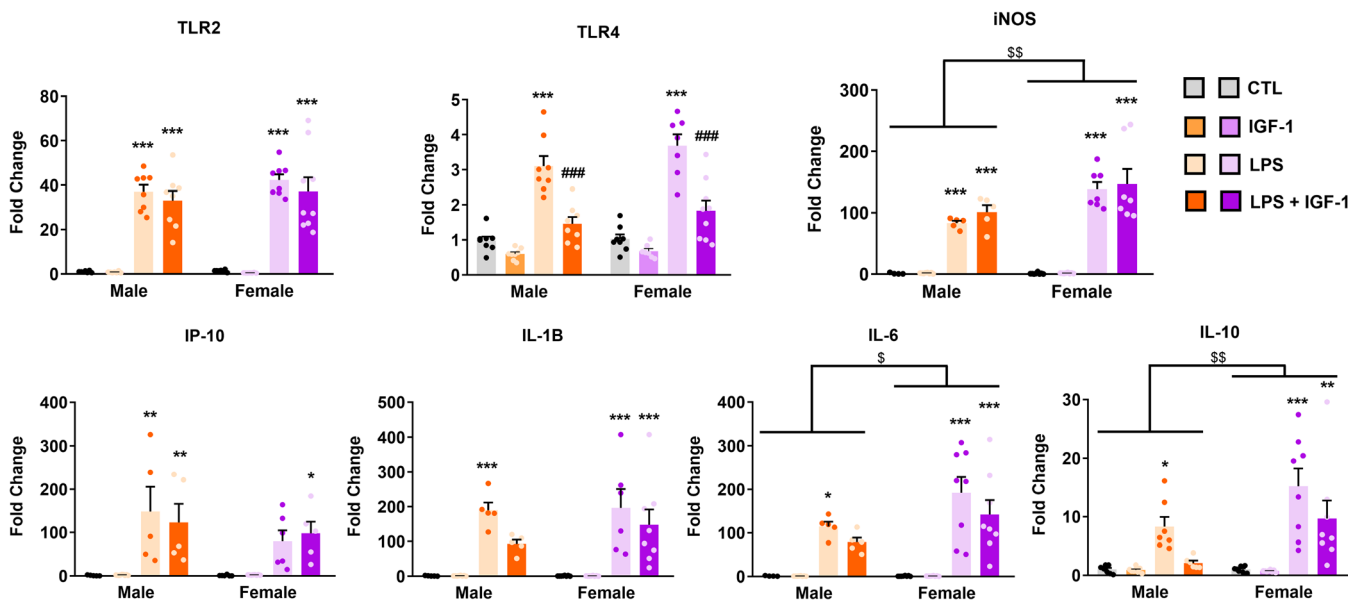 TLR2
Fold Change
80
60
40
20
0
***
***
***
***
Male
Female
TLR4
Fold Change
5
4
3
2
1
0
***
###
***
###
Male
Female
iNOS
$$
Fold Change
300
200
100
0
***
***
***
***
Male
Female
CTL
IGF-1
LPS
LPS + IGF-1
IP-10
Fold Change
400
300
200
100
0
**
**
*
Male
Female
IL-1B
Fold Change
500
400
300
200
100
0
***
***
***
Male
Female
IL-6
$
Fold Change
400
300
200
100
0
*
***
***
Male
Female
IL-10
$$
Fold Change
30
20
10
0
*
***
**
Male
Female